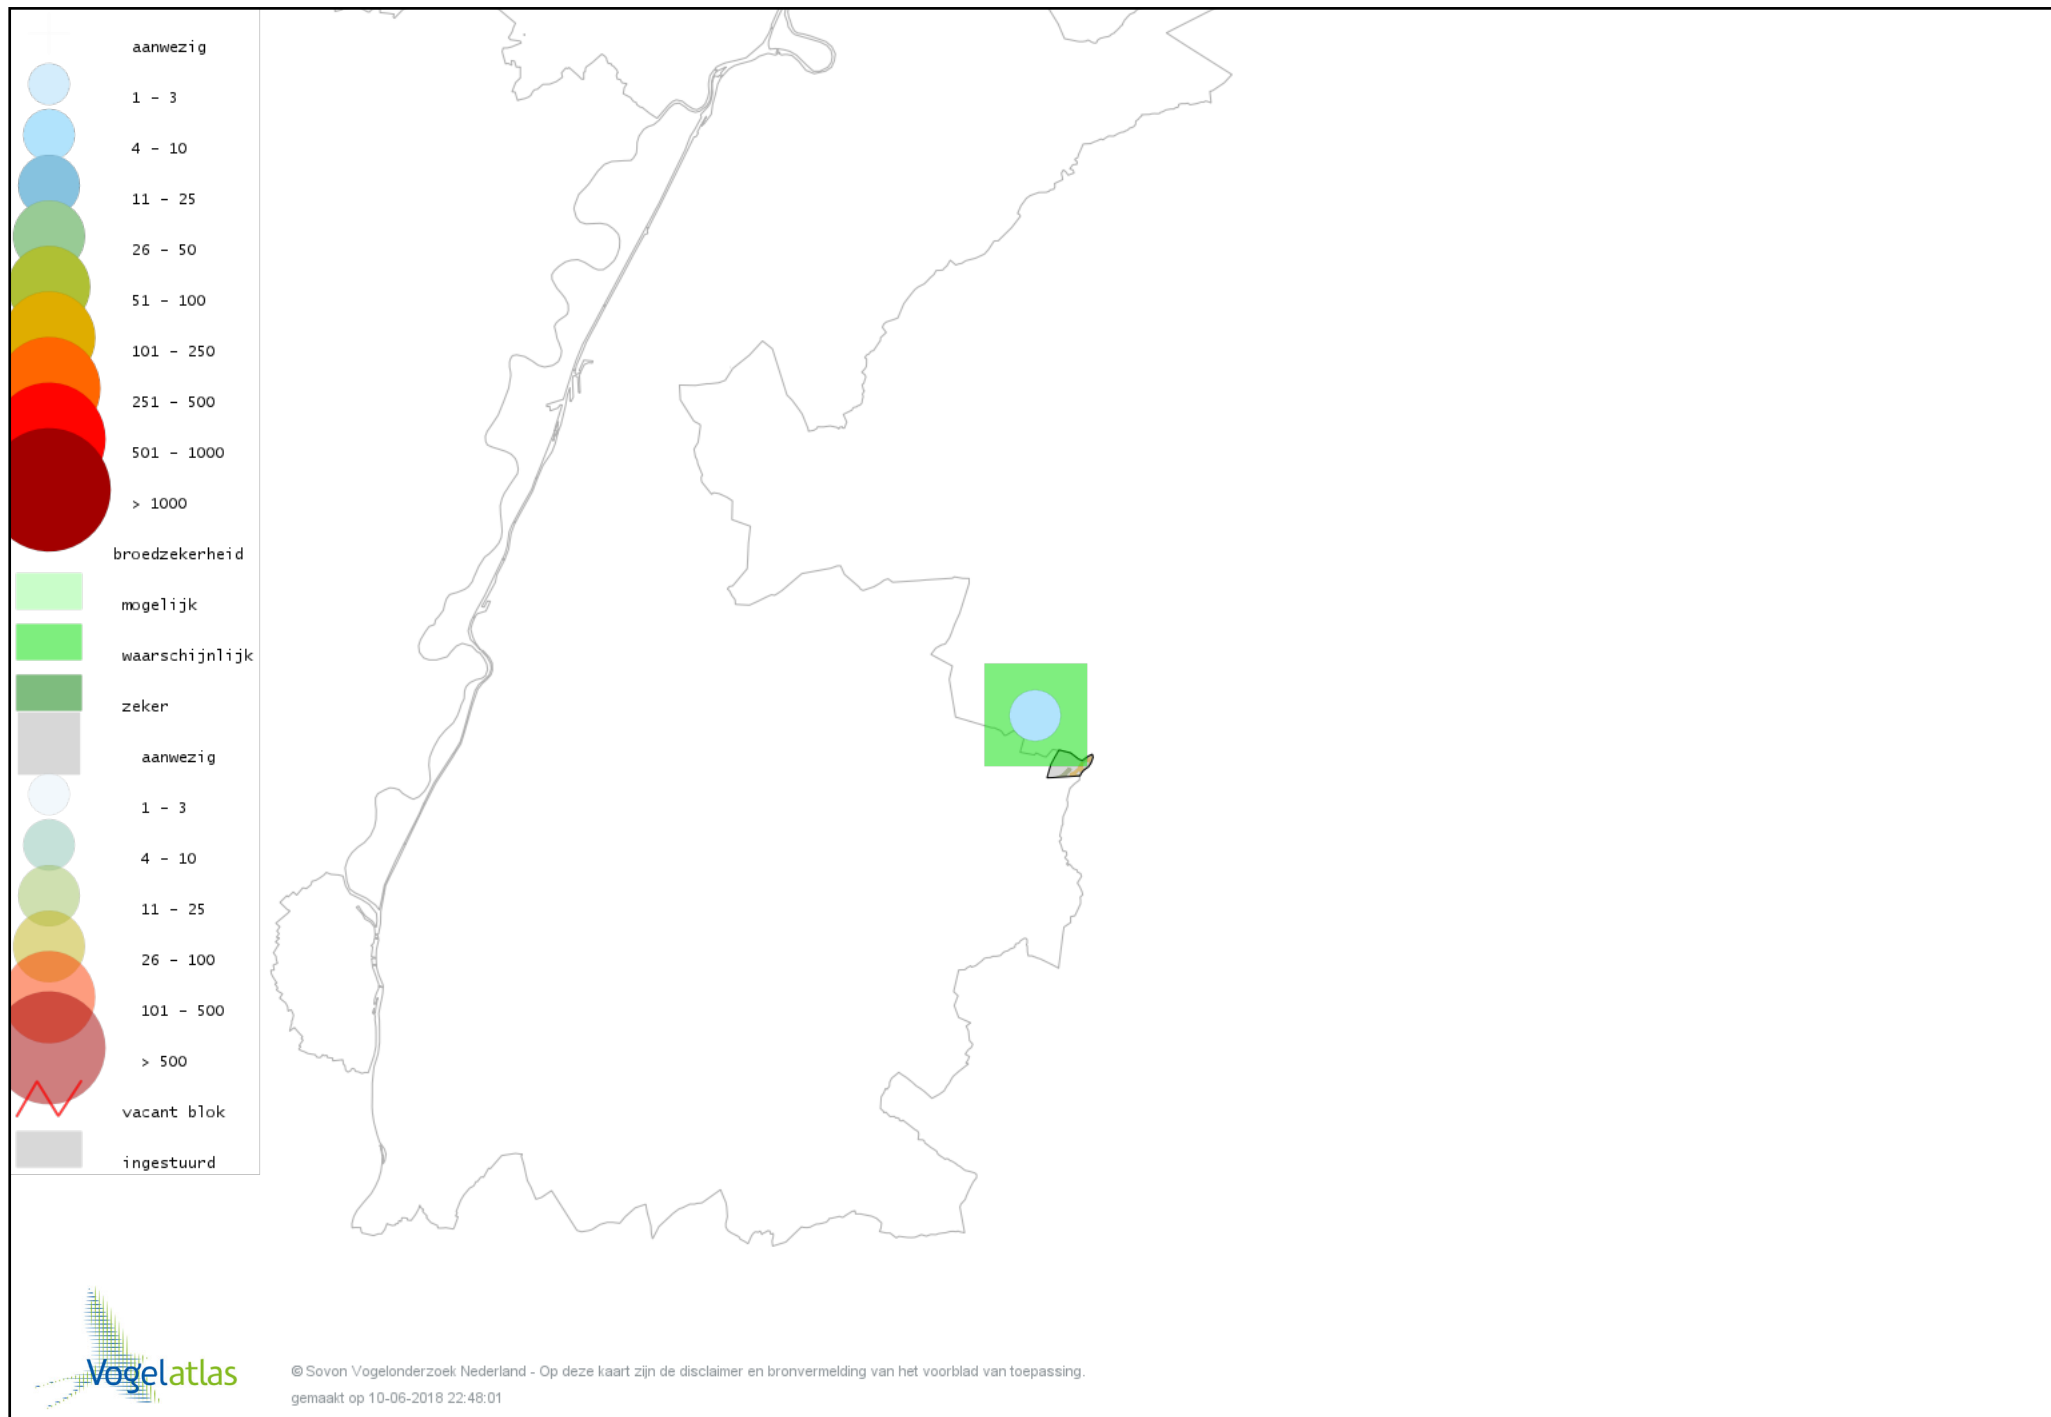 aanwezig
1 - 3
4 - 10
11 - 25
26 - 50
51 - 100
101 - 250
251 - 500
501 - 1000
> 1000
broedzekerheid
mogelijk
waarschijnlijk
zeker
aanwezig
1 - 3
4 - 10
11 - 25
26 - 100
101 - 500
> 500
vacant blok
ingestuurd
Vogelatlas
© Sovon Vogelonderzoek Nederland - Op deze kaart zijn de disclaimer en bronvermelding van het voorblad van toepassing.
gemaakt op 10-06-2018 22:48:01